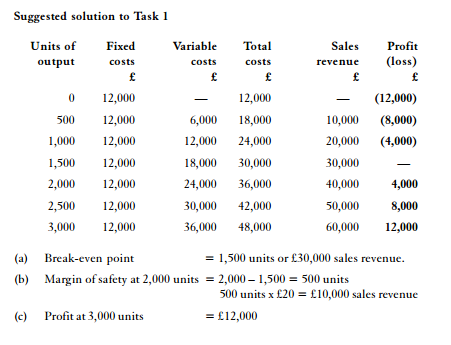 Suggested solution to Task 1
Units of Fixed Variable Total Sales Profit
output costs costs costs revenue (loss)
£ £ £ £ £
0 12,000 — 12,000 — (12,000)
500 12,000 6,000 18,000 10,000 (8,000)
1,000 12,000 12,000 24,000 20,000 (4,000)
1,500 12,000 18,000 30,000 30,000 —
2,000 12,000 24,000 36,000 40,000 4,000
2,500 12,000 30,000 42,000 50,000 8,000
3,000 12,000 36,000 48,000 60,000 12,000
(a) Break-even point = 1,500 units or £30,000 sales revenue.
(b) Margin of safety at 2,000 units = 2,000 – 1,500 = 500 units
500 units x £20 = £10,000 sales revenue
(c) Profit at 3,000 units = £12,000